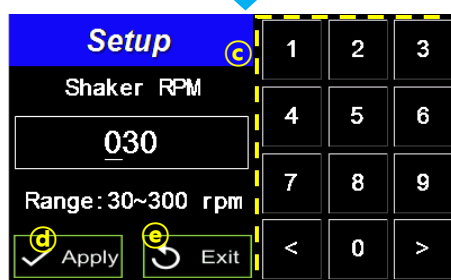 Setup
ⓒ
1 2 3
Shaker RPM
4 5 6
030
7 8 9
Range:30~300 rpm
ⓓ ⓔ
Apply Exit
< 0 >